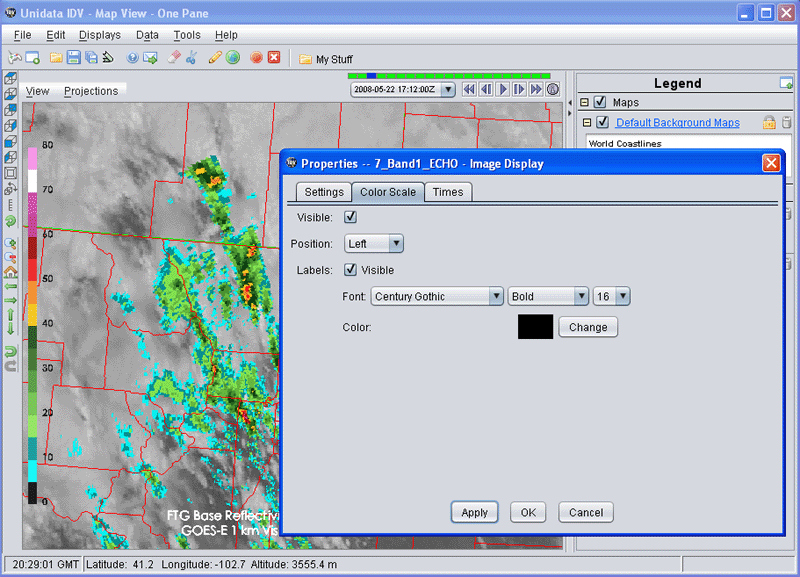 Unidata IDV - Map View - One Pane
File Edit Displays Data Tools Help
My Stuff
View Projections
2008-05-22 17:12:00Z
Legend
Maps
Default Background Maps
World Coastlines
80
70
60
50
40
30
20
10
0
Properties -- 7_Band1_ECHO - Image Display
Settings Color Scale Times
Visible:
Position: Left
Labels: Visible
Font: Century Gothic Bold 16
Color: Change
Apply OK Cancel
FTG Base Reflectiv
GOES-E 1 km Vis
20:29:01 GMT Latitude: 41.2 Longitude: -102.7 Altitude: 3555.4 m